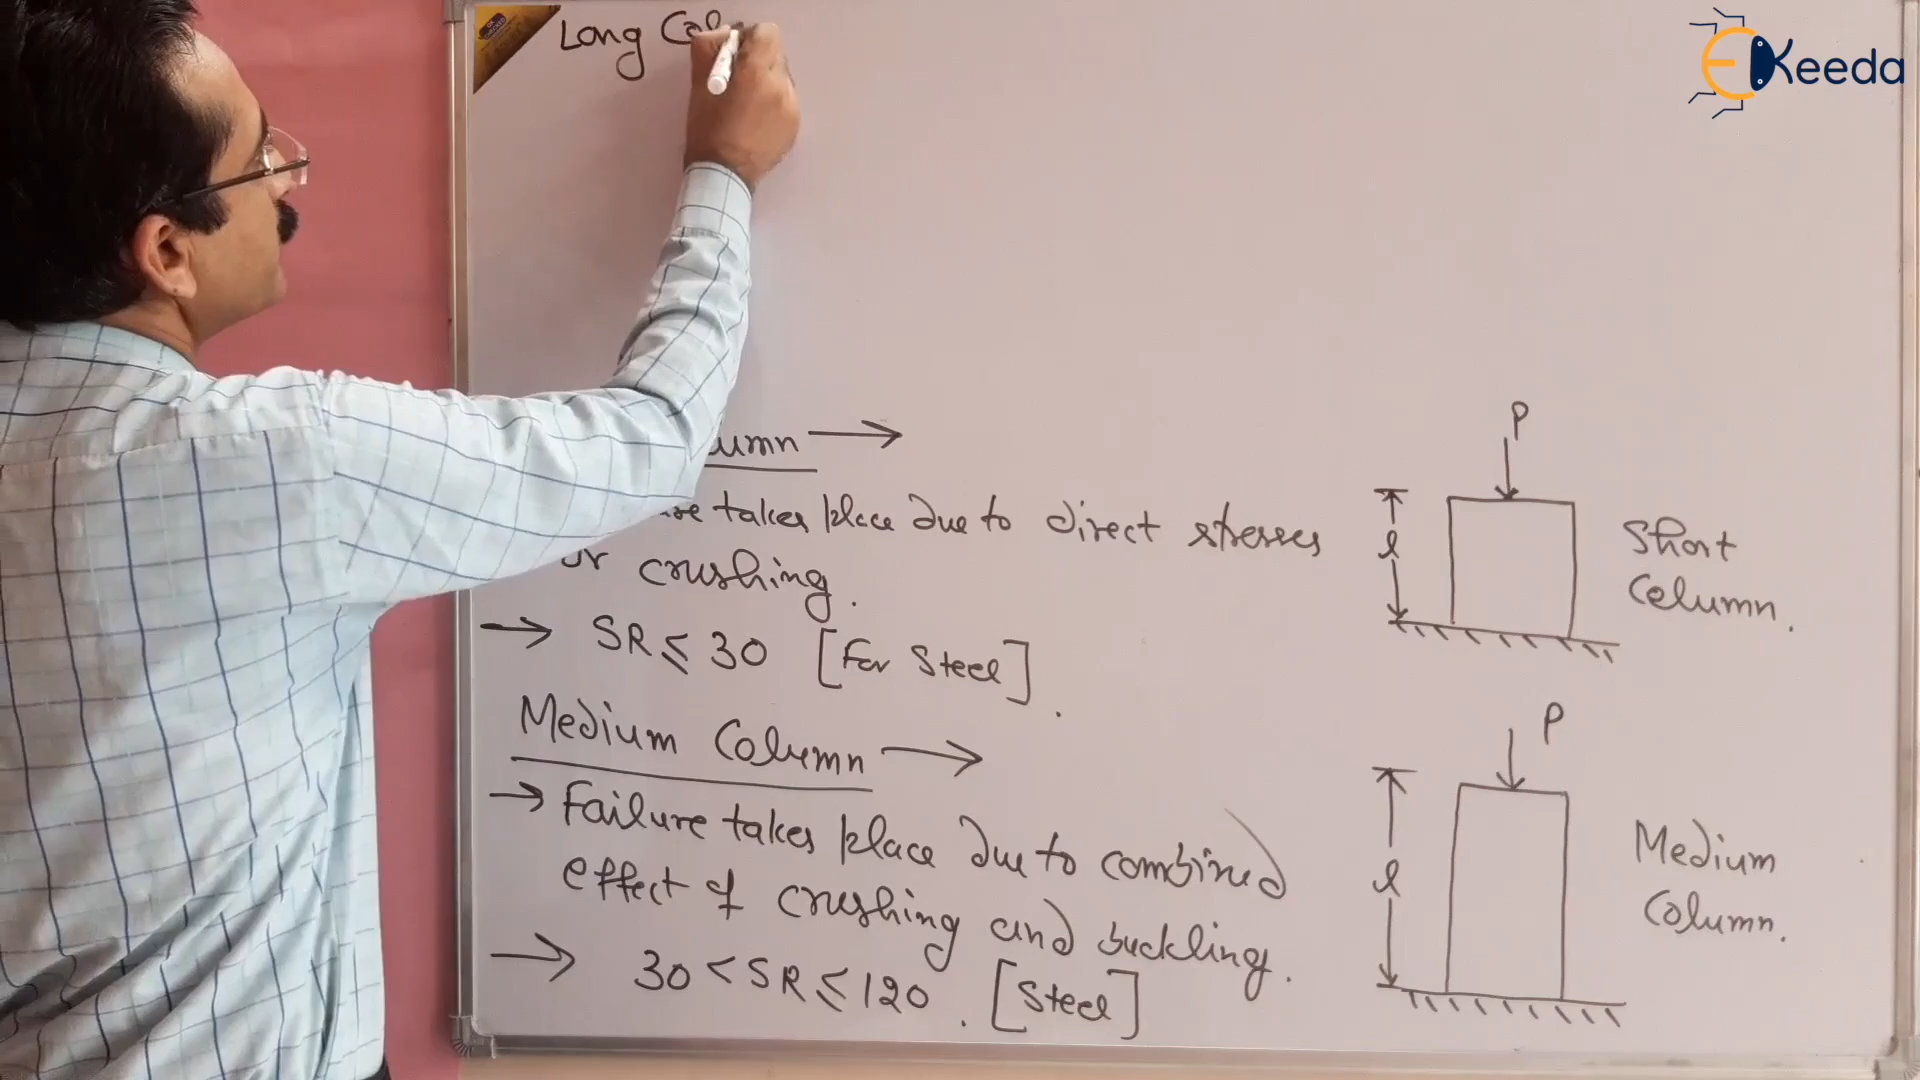 Long Col
EKeeda
umn →
takes place due to direct stresses
or crushing.
→ SR ≤ 30 [For Steel]
P
l
Short
Column.
Medium Column →
→ Failure takes place due to combined
effect of crushing and buckling.
→ 30 < SR ≤ 120. [Steel]
P
l
Medium
Column.